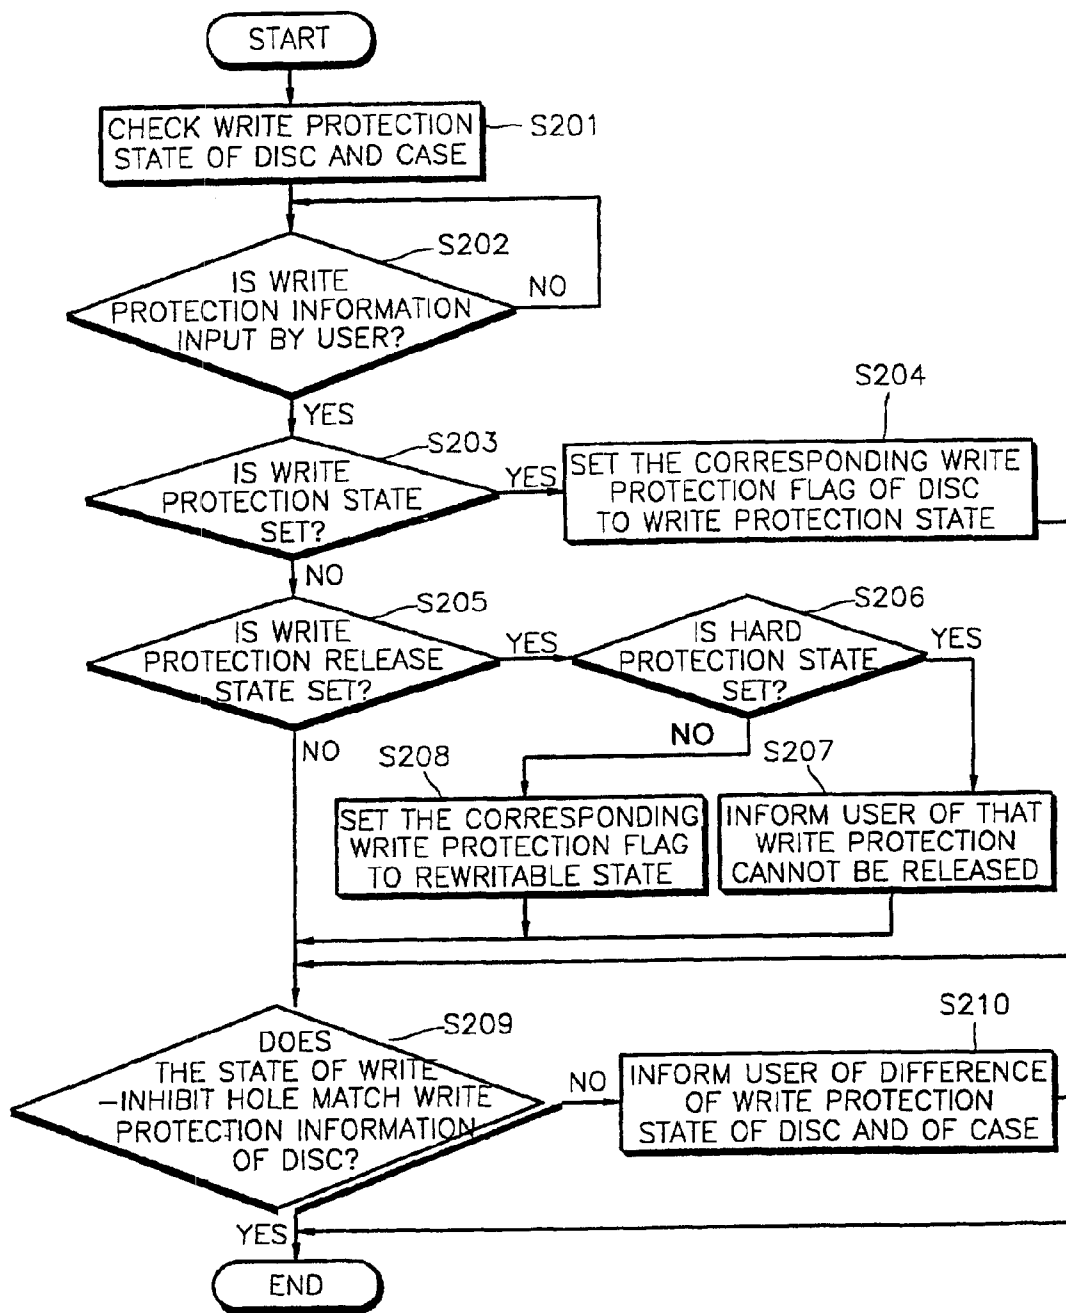 START
CHECK WRITE PROTECTION
STATE OF DISC AND CASE
S201
S202
IS WRITE
PROTECTION INFORMATION
INPUT BY USER?
NO
YES
S203
IS WRITE
PROTECTION STATE
SET?
YES
S204
SET THE CORRESPONDING WRITE
PROTECTION FLAG OF DISC
TO WRITE PROTECTION STATE
NO
S205
IS WRITE
PROTECTION RELEASE
STATE SET?
YES
S206
IS HARD
PROTECTION STATE
SET?
YES
NO
NO
S208
SET THE CORRESPONDING
WRITE PROTECTION FLAG
TO REWRITABLE STATE
S207
INFORM USER OF THAT
WRITE PROTECTION
CANNOT BE RELEASED
S209
DOES
THE STATE OF WRITE
-INHIBIT HOLE MATCH WRITE
PROTECTION INFORMATION
OF DISC?
NO
S210
INFORM USER OF DIFFERENCE
OF WRITE PROTECTION
STATE OF DISC AND OF CASE
YES
END